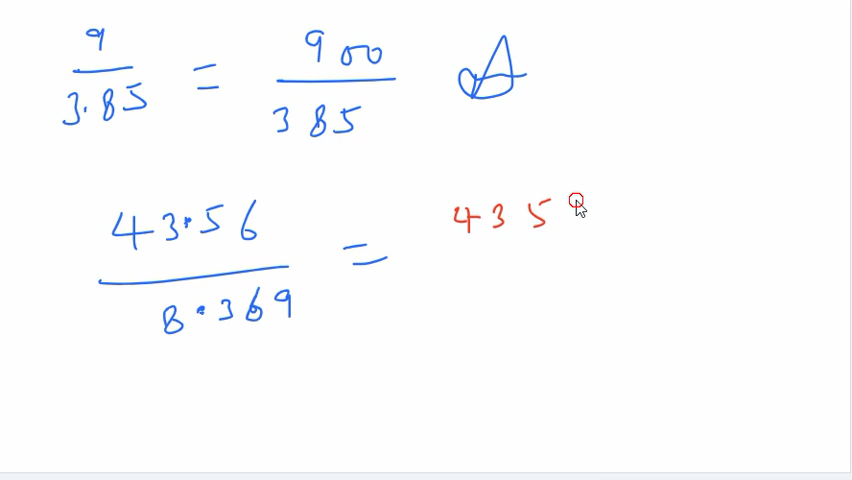 9/3.85 = 900/385 A
43.56/8.369 = 435